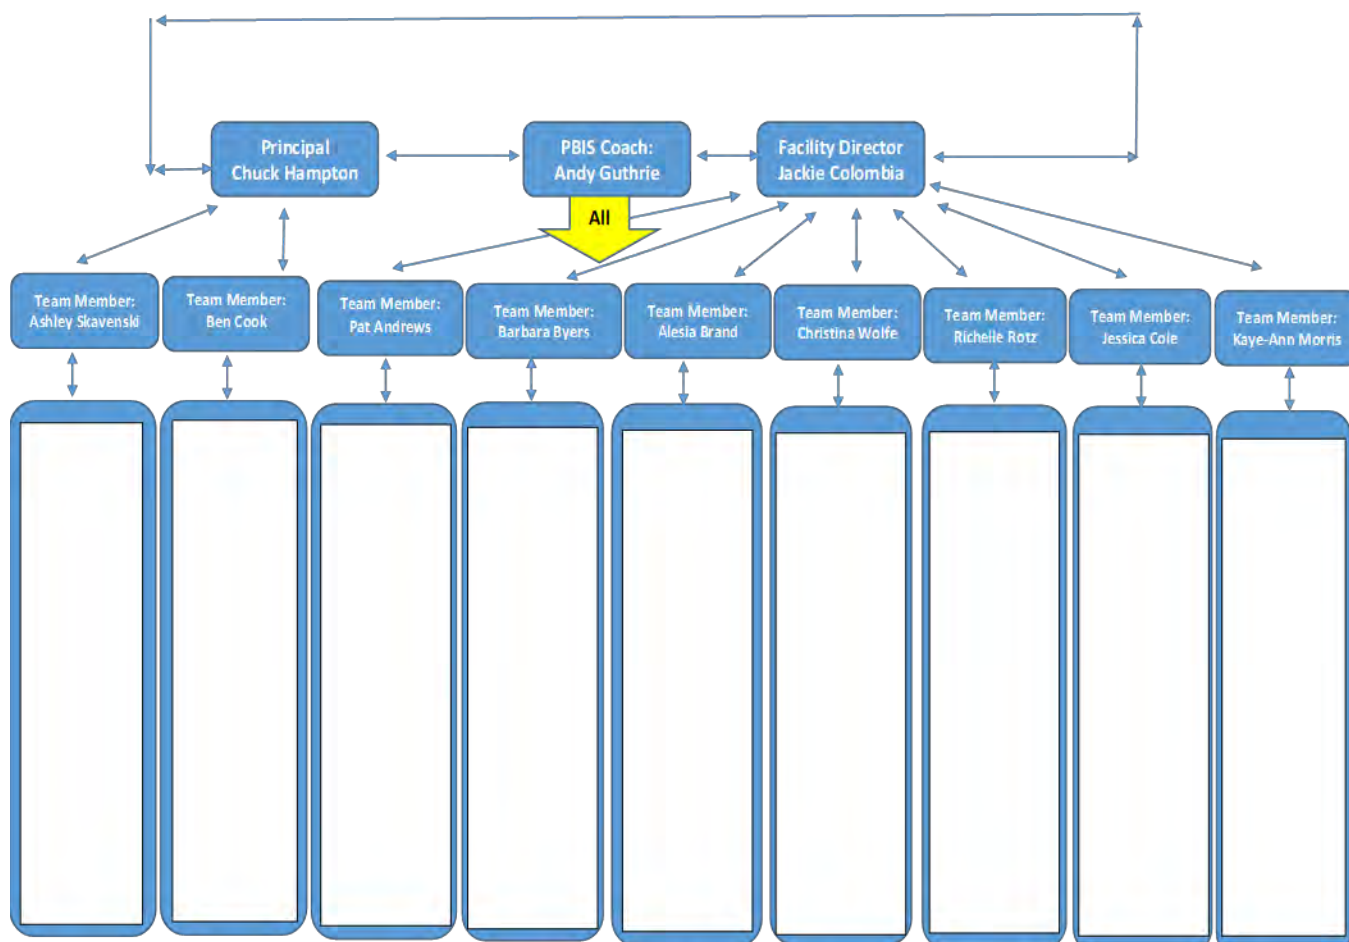 Principal
Chuck Hampton
PBIS Coach:
Andy Guthrie
Facility Director
Jackie Colombia
All
Team Member:
Ashley Skavenski
Team Member:
Ben Cook
Team Member:
Pat Andrews
Team Member:
Barbara Byers
Team Member:
Alesia Brand
Team Member:
Christina Wolfe
Team Member:
Richelle Rotz
Team Member:
Jessica Cole
Team Member:
Kaye-Ann Morris